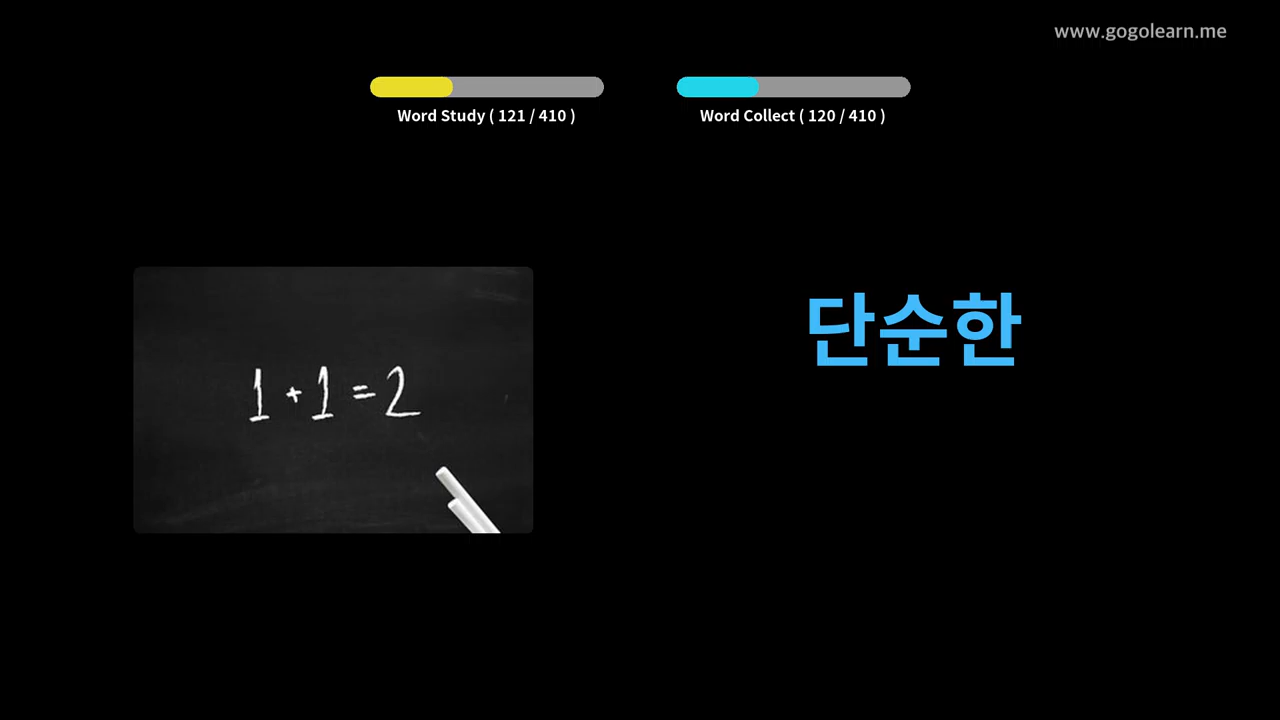 www.gogolearn.me
Word Study ( 121 / 410 )
Word Collect ( 120 / 410 )
1 + 1 = 2
단순한